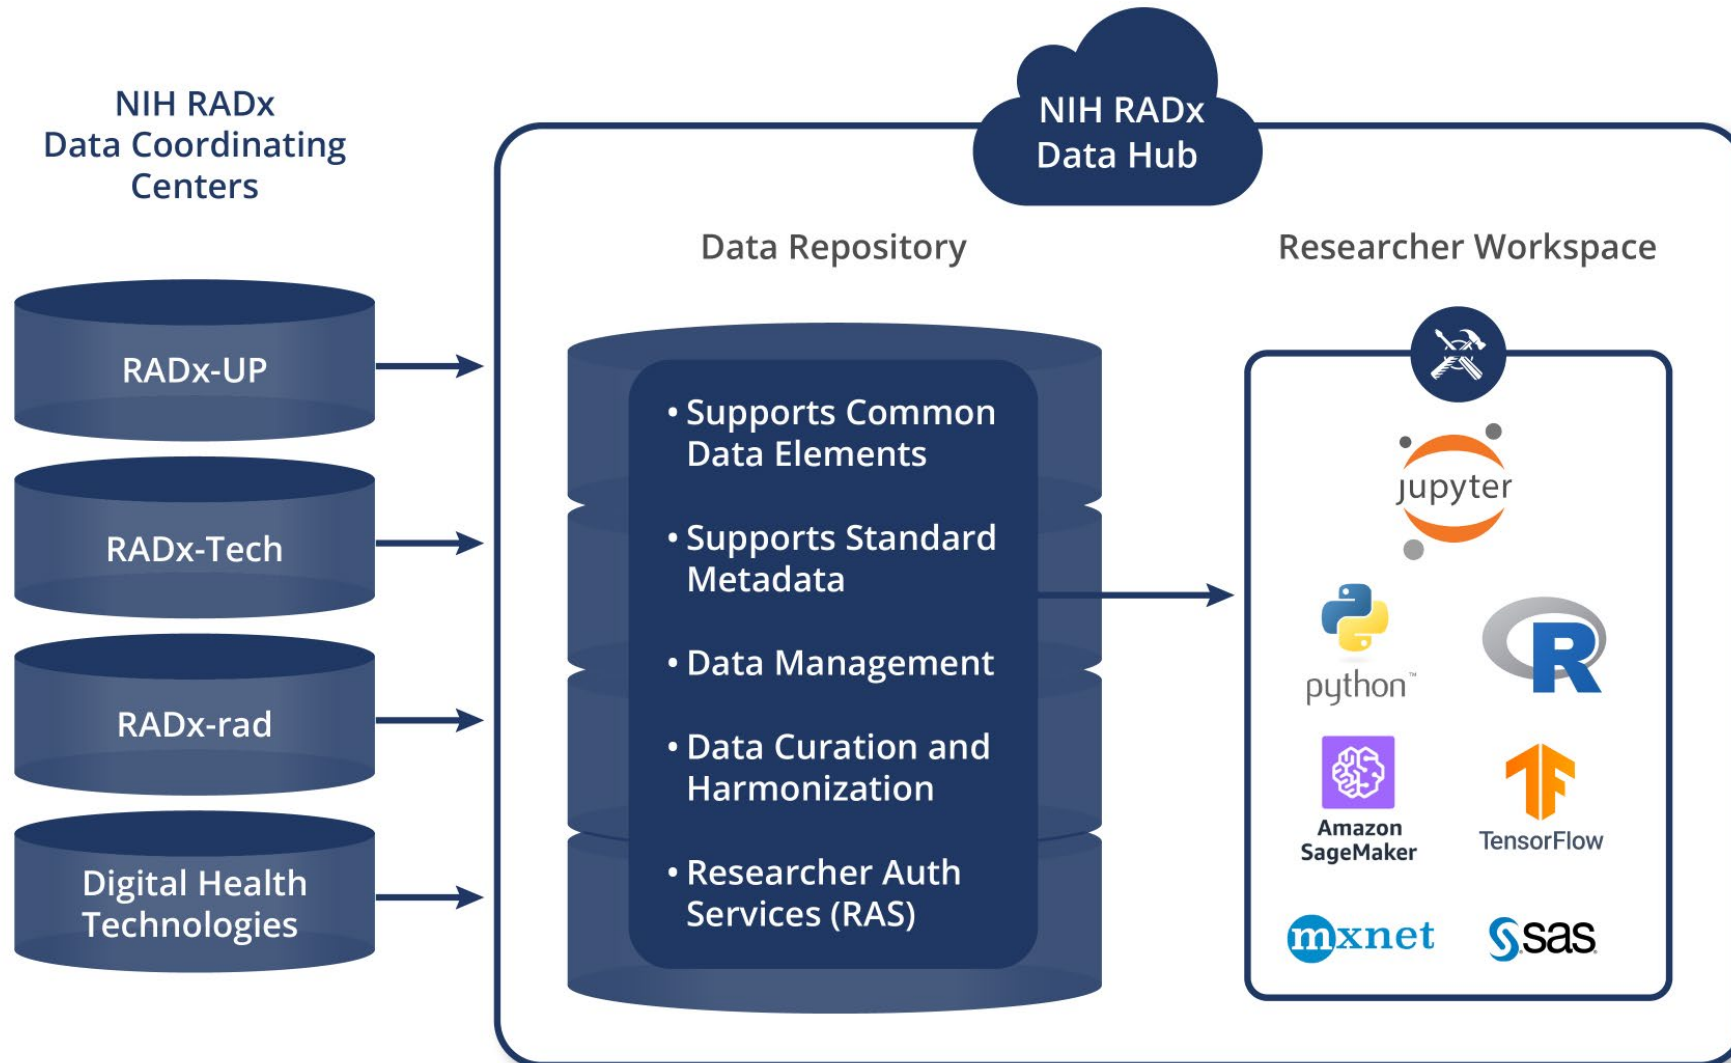 NIH RADx
Data Coordinating
Centers
RADx-UP
RADx-Tech
RADx-rad
Digital Health
Technologies
NIH RADx
Data Hub
Data Repository
• Supports Common
Data Elements
• Supports Standard
Metadada
• Data Management
• Data Curation and
Harmonization
• Researcher Auth
Services (RAS)
Researcher Workspace
jupyter
python™
R
Amazon
SageMaker
TensorFlow
mxnet
sas